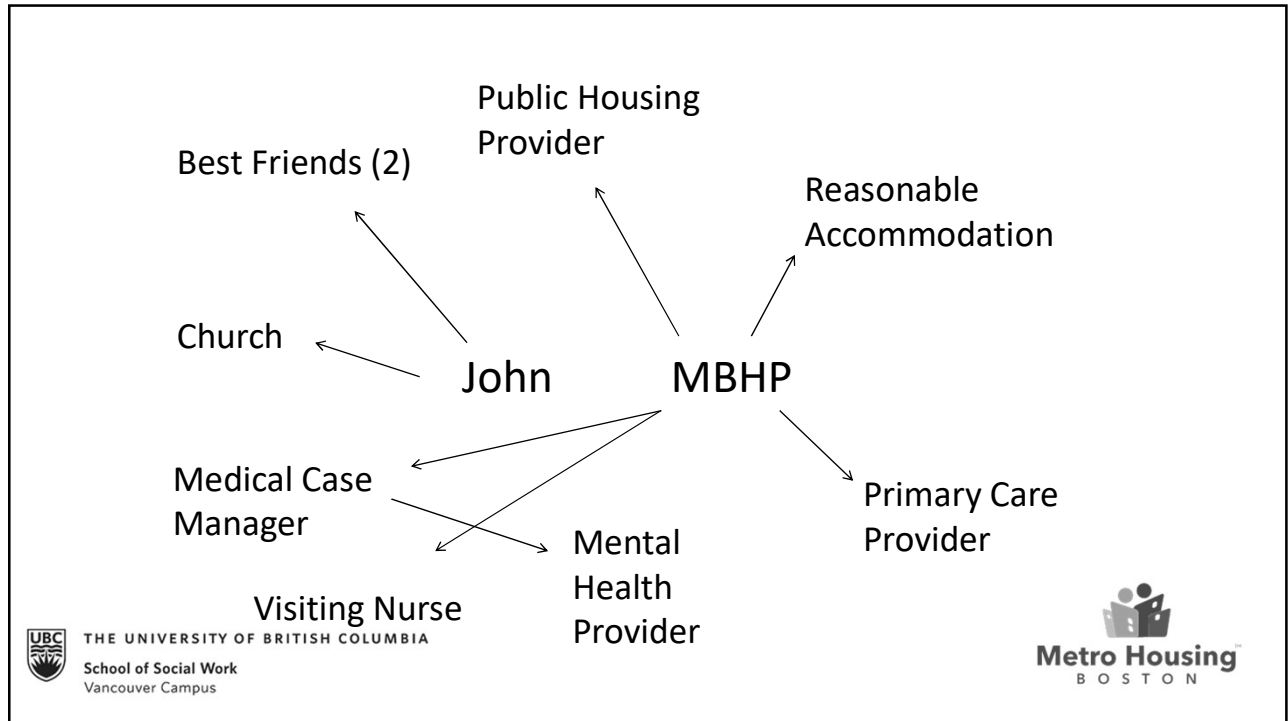 Public Housing
Provider
Best Friends (2)
Reasonable
Accommodation
Church
John
MBHP
Medical Case
Manager
Primary Care
Provider
Mental
Health
Provider
Visiting Nurse
UBC
THE UNIVERSITY OF BRITISH COLUMBIA
School of Social Work
Vancouver Campus
Metro Housing
BOSTON